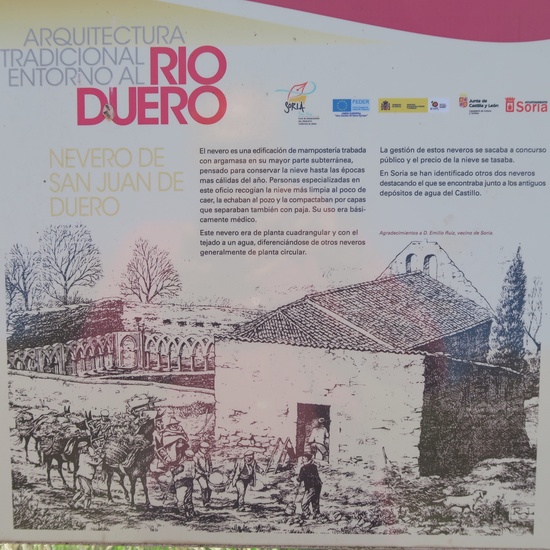 ARQUITECTURA
TRADICIONAL
ENTORNO AL
RIO
DUERO
NEVERO DE
SAN JUAN DE
DUERO
SORIA
FEDER
Junta de
Castilla y León
Soria
El nevero es una edificación de mampostería trabada
con argamasa en su mayor parte subterránea,
pensado para conservar la nieve hasta las épocas
mas cálidas del año. Personas especializadas en
este oficio recogían la nieve más limpia al poco de
caer, la echaban al pozo y la compactaban por capas
que separaban también con paja. Su uso era bási-
camente médico.
Este nevero era de planta cuadrangular y con el
tejado a un agua, diferenciándose de otros neveros
generalmente de planta circular.
La gestión de estos neveros se sacaba a concurso
público y el precio de la nieve se tasaba.
En Soria se han identificado otros dos neveros
destacando el que se encontraba junto a los antiguos
depósitos de agua del Castillo.
Agradecimientos a D. Emilio Ruiz, vecino de Soria.